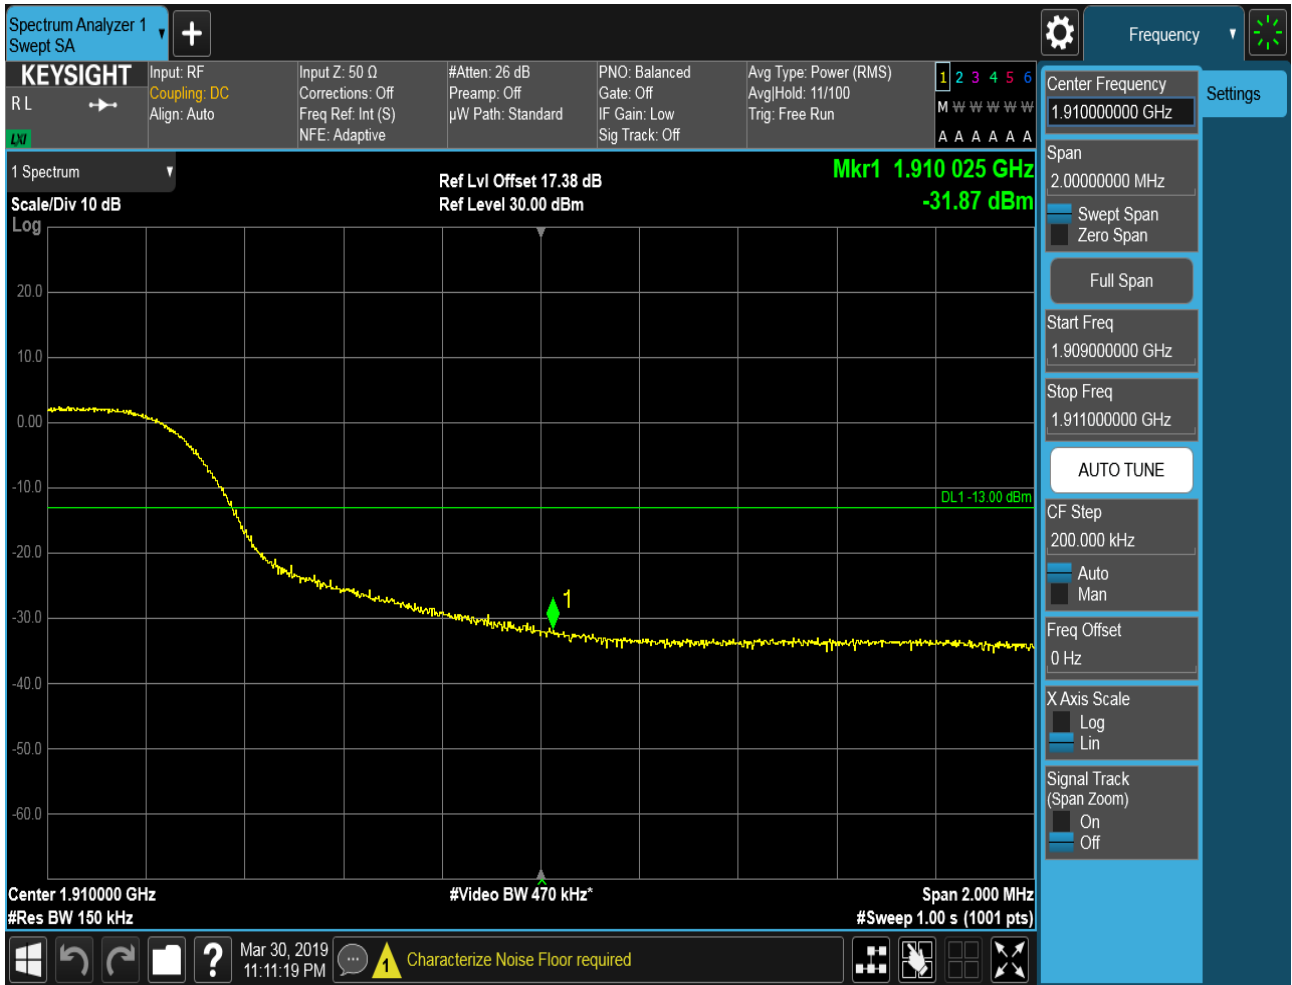 Spectrum Analyzer 1
Swept SA
Frequency
KEYSIGHT
R L
LXI
Input: RF
Coupling: DC
Align: Auto
Input Z: 50 Ω
Corrections: Off
Freq Ref: Int (S)
NFE: Adaptive
#Atten: 26 dB
Preamp: Off
µW Path: Standard
PNO: Balanced
Gate: Off
IF Gain: Low
Sig Track: Off
Avg Type: Power (RMS)
Avg|Hold: 11/100
Trig: Free Run
1 2 3 4 5 6
M W W W W W
A A A A A A
1 Spectrum
Scale/Div 10 dB
Log
Ref Lvl Offset 17.38 dB
Ref Level 30.00 dBm
Mkr1 1.910 025 GHz
-31.87 dBm
20.0
10.0
0.00
-10.0
-20.0
-30.0
-40.0
-50.0
-60.0
DL1 -13.00 dBm
1
Center 1.910000 GHz
#Res BW 150 kHz
#Video BW 470 kHz*
Span 2.000 MHz
#Sweep 1.00 s (1001 pts)
Center Frequency
1.910000000 GHz
Settings
Span
2.00000000 MHz
Swept Span
Zero Span
Full Span
Start Freq
1.909000000 GHz
Stop Freq
1.911000000 GHz
AUTO TUNE
CF Step
200.000 kHz
Auto
Man
Freq Offset
0 Hz
X Axis Scale
Log
Lin
Signal Track
(Span Zoom)
On
Off
?
Mar 30, 2019
11:11:19 PM
1
Characterize Noise Floor required